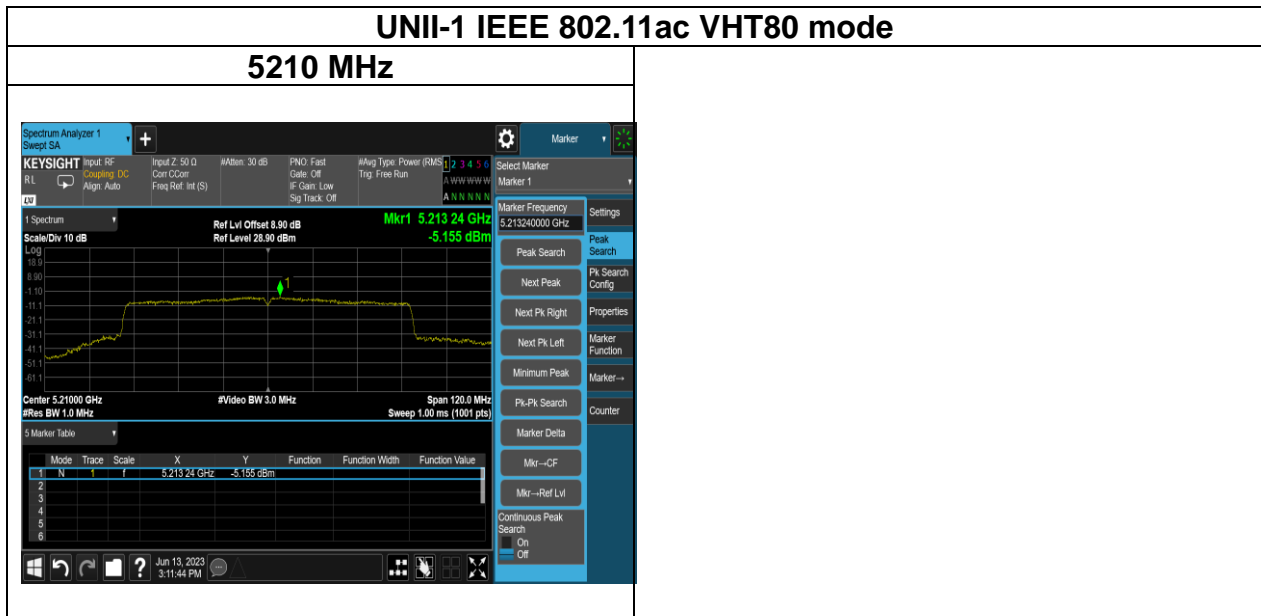 UNII-1 IEEE 802.11ac VHT80 mode
5210 MHz
Spectrum Analyzer 1
Swept SA
+
Marker
KEYSIGHT
RL
Input: RF
Coupling: DC
Align: Auto
Input Z: 50 Ω
Corr CCorr
Freq Ref: Int (S)
#Atten: 30 dB
PNO: Fast
Gate: Off
IF Gain: Low
Sig Track: Off
#Avg Type: Power (RMS
Trig: Free Run
1 2 3 4 5 6
A W W W W W
A N N N N N
Select Marker
Marker 1
1 Spectrum
Scale/Div 10 dB
Ref Lvl Offset 8.90 dB
Ref Level 28.90 dBm
Mkr1 5.213 24 GHz
-5.155 dBm
Log
18.9
8.90
-1.10
-11.1
-21.1
-31.1
-41.1
-51.1
-61.1
1
Center 5.21000 GHz
#Res BW 1.0 MHz
#Video BW 3.0 MHz
Span 120.0 MHz
Sweep 1.00 ms (1001 pts)
5 Marker Table
Mode Trace Scale X Y Function Function Width Function Value
1 N 1 f 5.213 24 GHz -5.155 dBm
2
3
4
5
6
Marker Frequency
5.213240000 GHz
Peak Search
Next Peak
Next Pk Right
Next Pk Left
Minimum Peak
Pk-Pk Search
Marker Delta
Mkr→CF
Mkr→Ref Lvl
Continuous Peak
Search
On
Off
Settings
Peak
Search
Pk Search
Config
Properties
Marker
Function
Marker→
Counter
?
Jun 13, 2023
3:11:44 PM